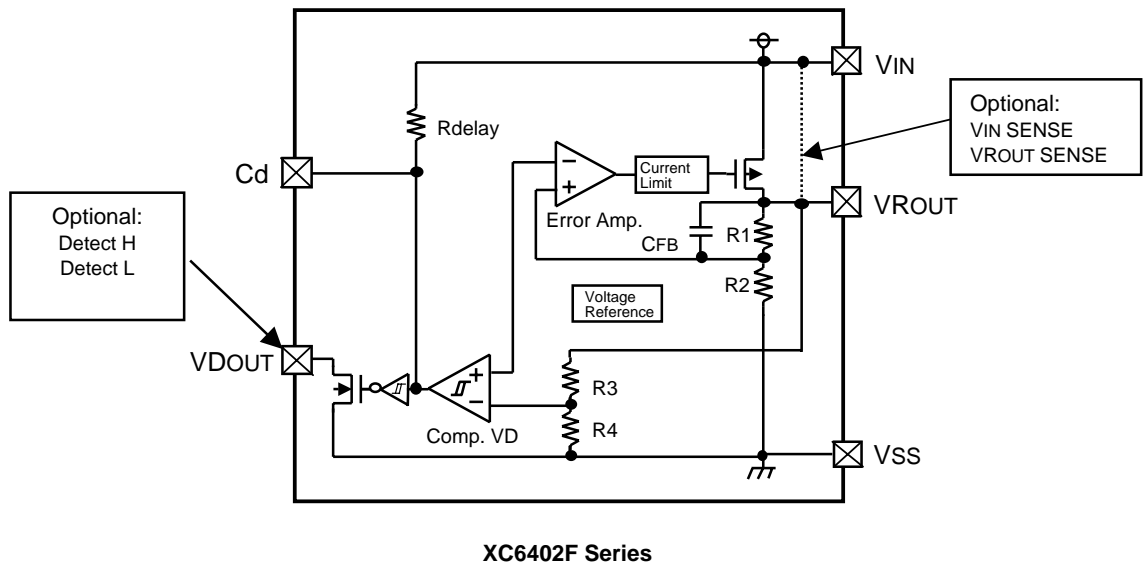 VIN
Optional:
VIN SENSE
VROUT SENSE
Rdelay
Cd
Current
Limit
Optional:
Detect H
Detect L
VROUT
Error Amp.
CFB
R1
R2
Voltage
Reference
VDOUT
R3
R4
Comp. VD
VSS
XC6402F Series